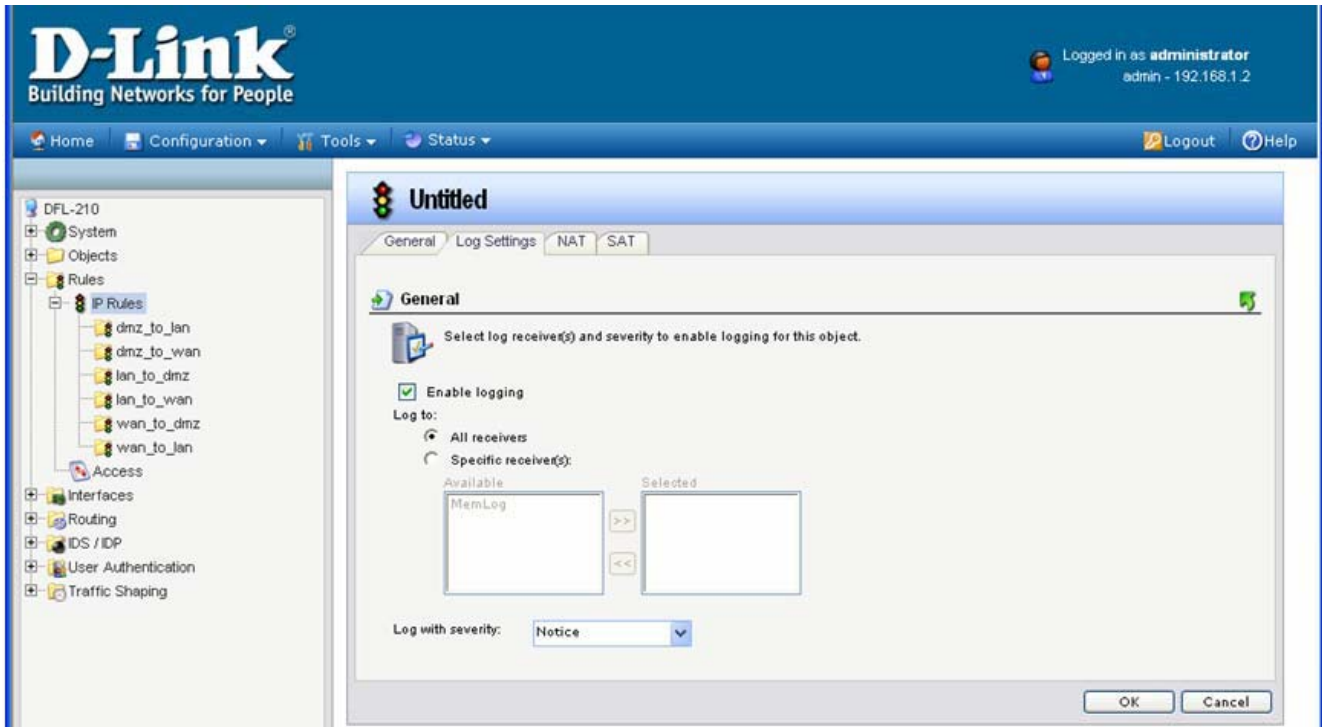 D-Link®
Building Networks for People
Logged in as administrator
admin - 192.168.1.2
Home Configuration Tools Status Logout Help
DFL-210
System
Objects
Rules
IP Rules
dmz_to_lan
dmz_to_wan
lan_to_dmz
lan_to_wan
wan_to_dmz
wan_to_lan
Access
Interfaces
Routing
IDS / IDP
User Authentication
Traffic Shaping
Untitled
General Log Settings NAT SAT
General
Select log receiver(s) and severity to enable logging for this object.
Enable logging
Log to:
All receivers
Specific receiver(s):
Available Selected
MemLog
>>
<<
Log with severity: Notice
OK Cancel